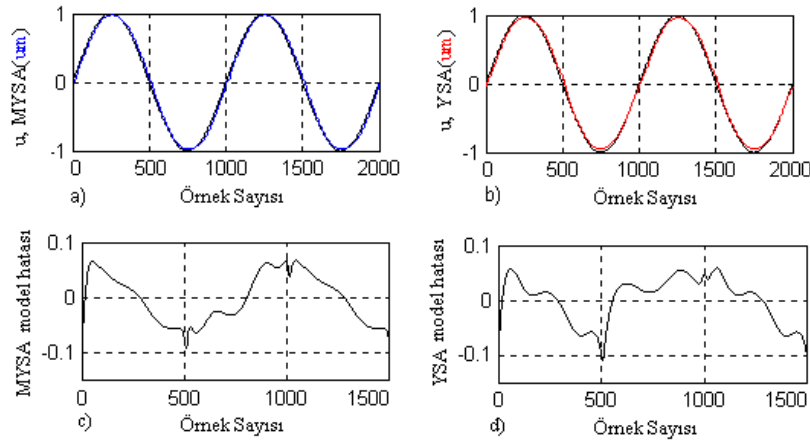 u, MYSA(um)
1
0
-1
0 500 1000 1500 2000
a)
Örnek Sayısı
u, YSA(um)
1
0
-1
0 500 1000 1500 2000
b)
Örnek Sayısı
MYSA model hatası
0.1
0
-0.1
0 500 1000
c)
Örnek Sayısı
YSA model hatası
0.1
0
-0.1
0 500 1000
d)
Örnek Sayısı